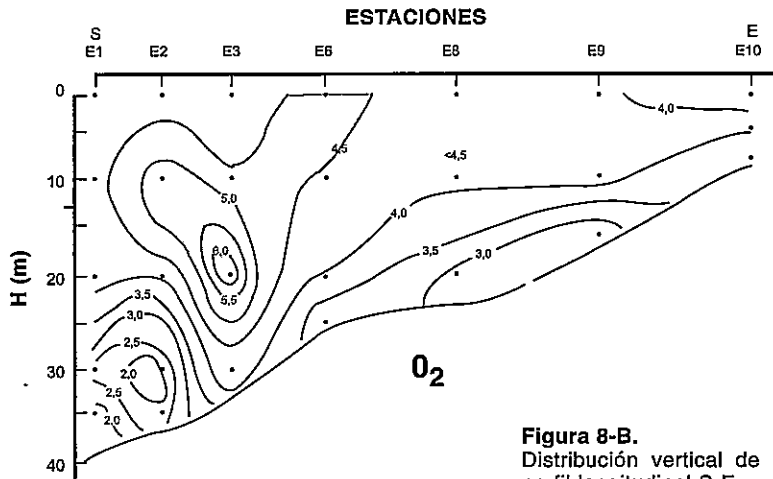 ESTACIONES
S E
E1 E2 E3 E6 E8 E9 E10
0
4,0
4,5
<4,5
10
5,0
4,0
6,0
3,5
3,0
H (m)
20
5,5
3,5
3,0
2,5
30
2,0
2,5
2,0
40
O2
Figura 8-B.
Distribución vertical de